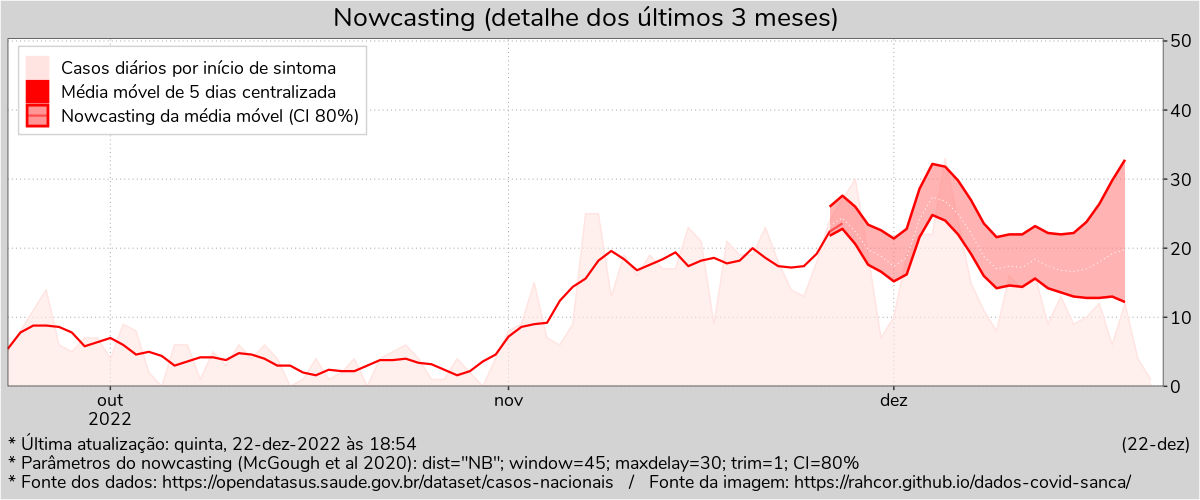 Nowcasting (detalhe dos últimos 3 meses)
Casos diários por início de sintoma
Média móvel de 5 dias centralizada
Nowcasting da média móvel (CI 80%)
50
40
30
20
10
0
out
2022
nov
dez
* Última atualização: quinta, 22-dez-2022 às 18:54
(22-dez)
* Parâmetros do nowcasting (McGough et al 2020): dist="NB"; window=45; maxdelay=30; trim=1; CI=80%
* Fonte dos dados: https://opendatasus.saude.gov.br/dataset/casos-nacionais / Fonte da imagem: https://rahcor.github.io/dados-covid-sanca/